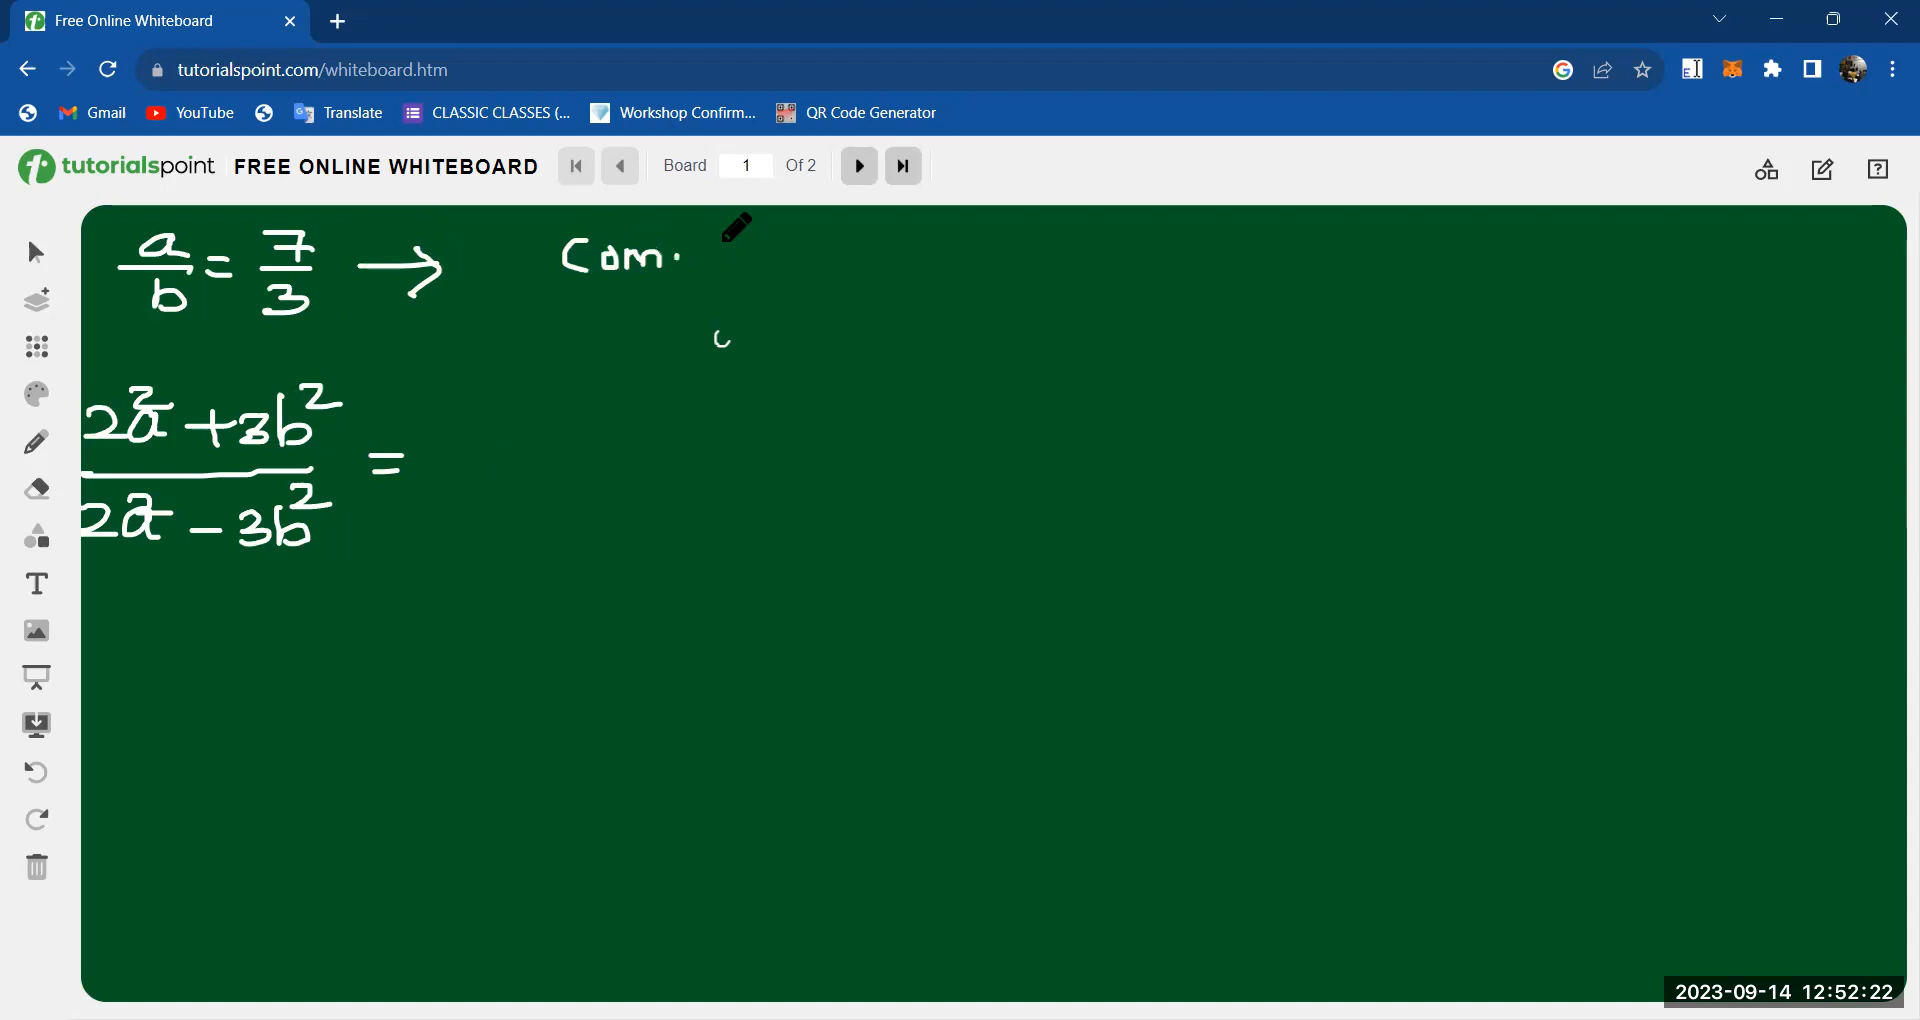 Free Online Whiteboard
tutorialspoint.com/whiteboard.htm
Gmail YouTube Translate CLASSIC CLASSES (... Workshop Confirm... QR Code Generator
tutorialspoint FREE ONLINE WHITEBOARD Board 1 Of 2
a/b = 7/3 → Com.
2a² + 3b² / 2a² - 3b² =
T
2023-09-14 12:52:22